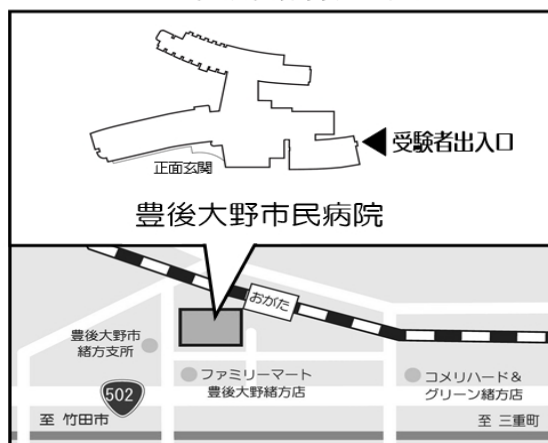 受験者出入口
正面玄関
豊後大野市民病院
おがた
豊後大野市
緒方支所
ファミリーマート
豊後大野緒方店
コメリハード＆
グリーン緒方店
502
至 竹田市
至 三重町